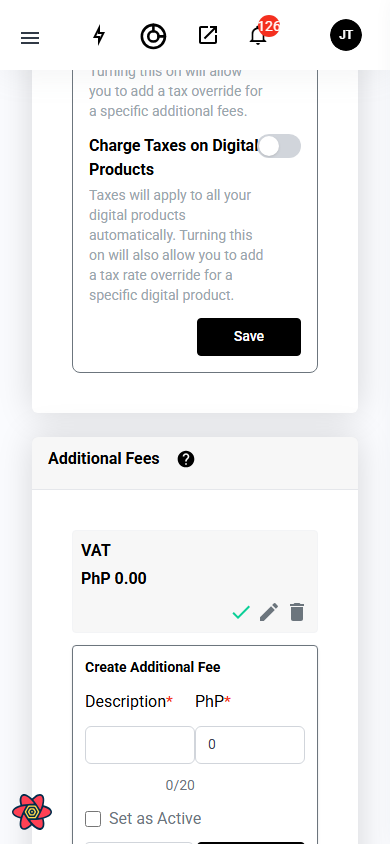 126
JT
Turning this on will allow
you to add a tax override for
a specific additional fees.
Charge Taxes on Digital
Products
Taxes will apply to all your
digital products
automatically. Turning this
on will also allow you to add
a tax rate override for a
specific digital product.
Save
Additional Fees ?
VAT
PhP 0.00
Create Additional Fee
Description* PhP*
0
0/20
Set as Active